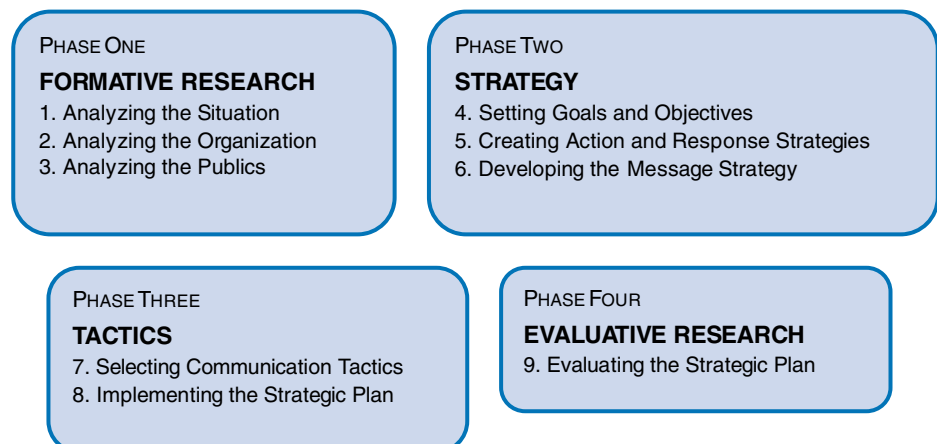 PHASE ONE
FORMATIVE RESEARCH
1. Analyzing the Situation
2. Analyzing the Organization
3. Analyzing the Publics
PHASE TWO
STRATEGY
4. Setting Goals and Objectives
5. Creating Action and Response Strategies
6. Developing the Message Strategy
PHASE THREE
TACTICS
7. Selecting Communication Tactics
8. Implementing the Strategic Plan
PHASE FOUR
EVALUATIVE RESEARCH
9. Evaluating the Strategic Plan